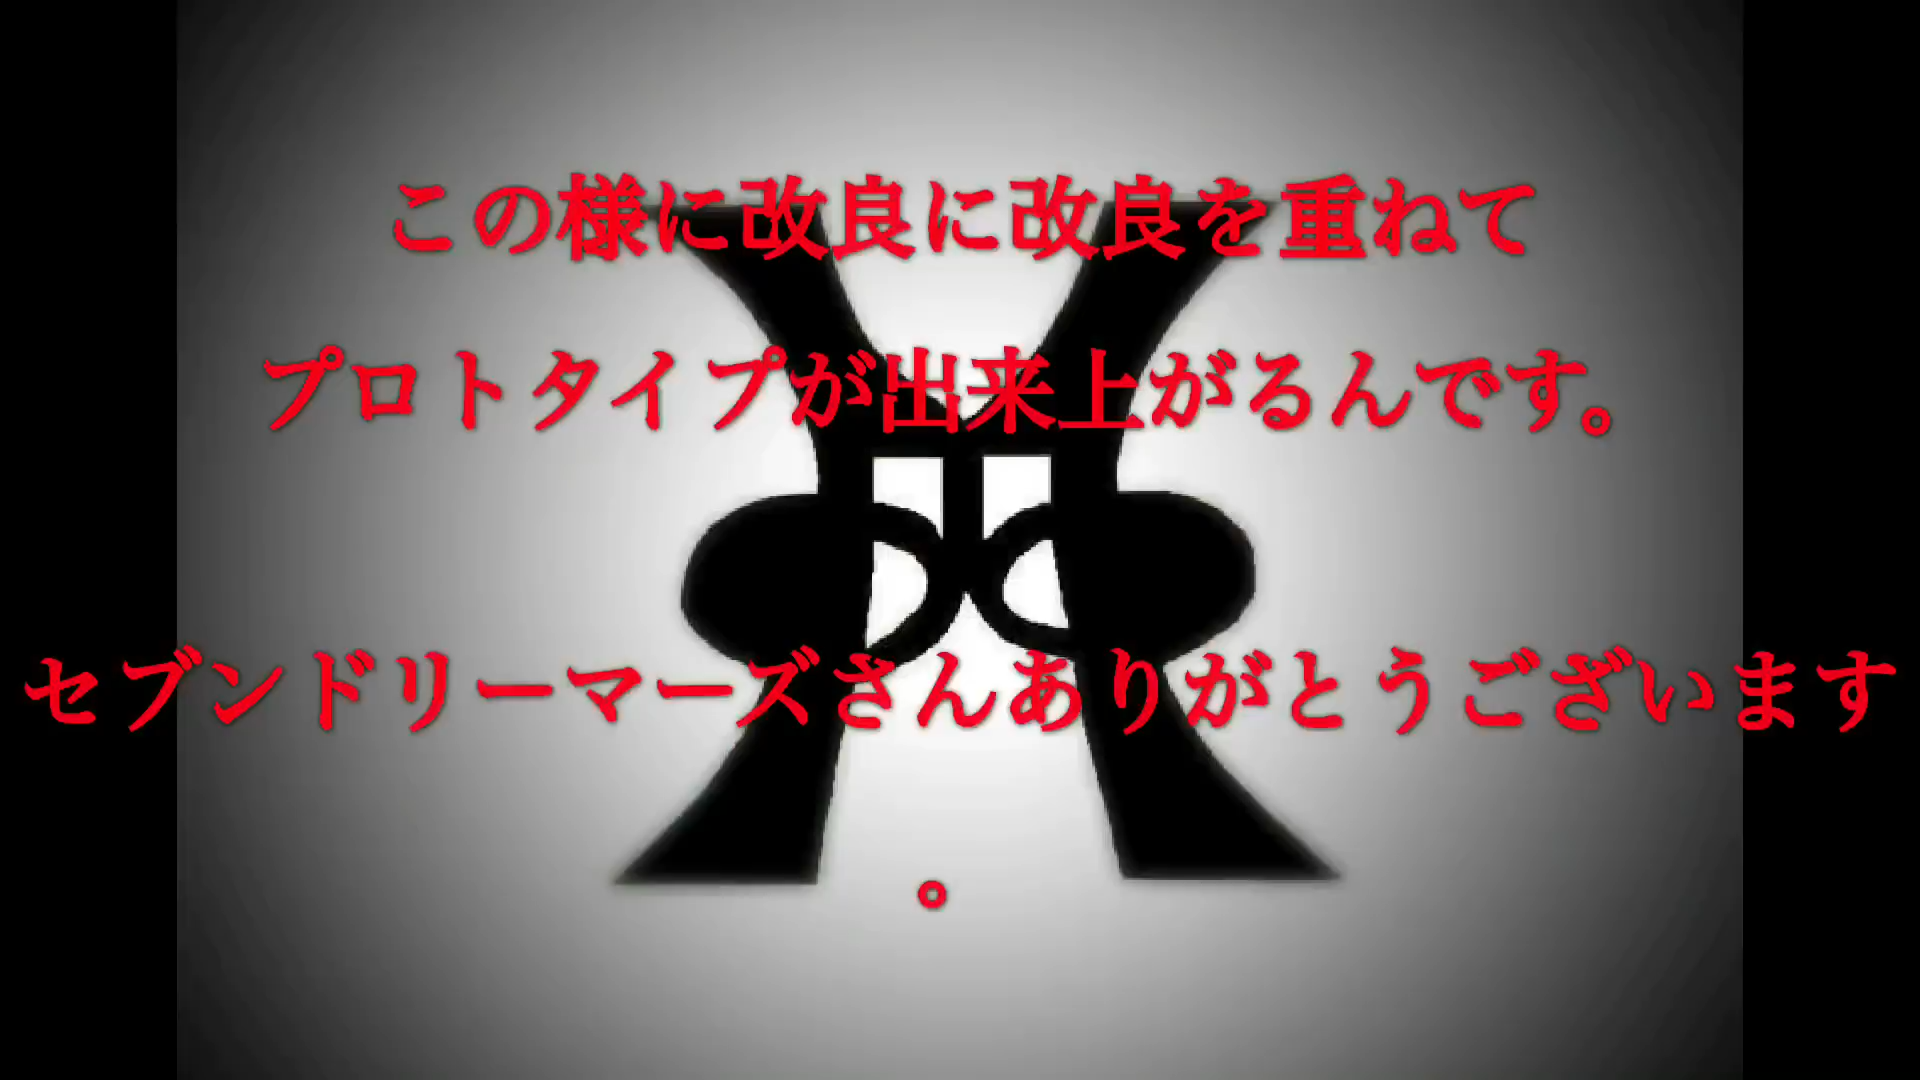 この様に改良に改良を重ねて
プロトタイプが出来上がるんです。
セブンドリーマーズさんありがとうございます
。